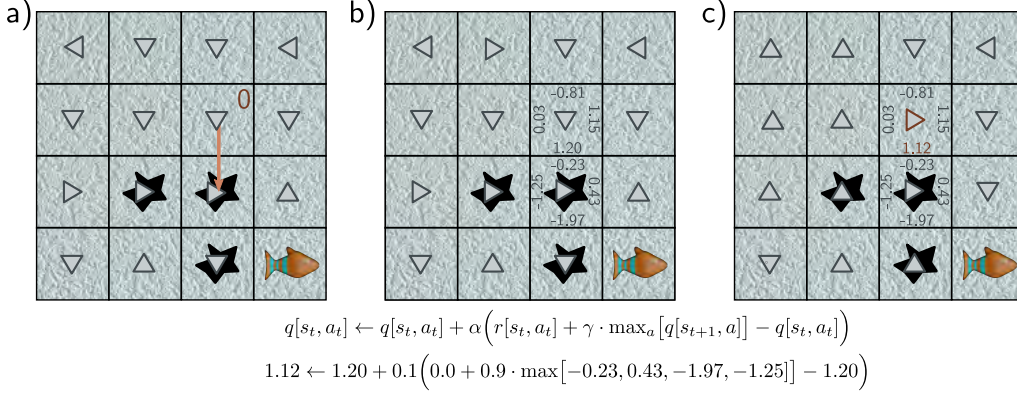 a) b) c)
0
-0.81 -0.81
0.03 1.15 0.03 1.15
1.20 1.12
-0.23 -0.23
-1.25 0.43 -1.25 0.43
-1.97 -1.97
q[s_t, a_t] ← q[s_t, a_t] + α(r[s_t, a_t] + γ · max_a[q[s_{t+1}, a]] − q[s_t, a_t])
1.12 ← 1.20 + 0.1(0.0 + 0.9 · max[−0.23, 0.43, −1.97, −1.25]] − 1.20)